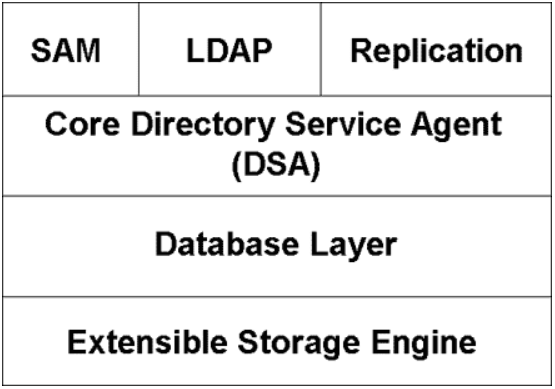 SAM LDAP Replication
Core Directory Service Agent
(DSA)
Database Layer
Extensible Storage Engine